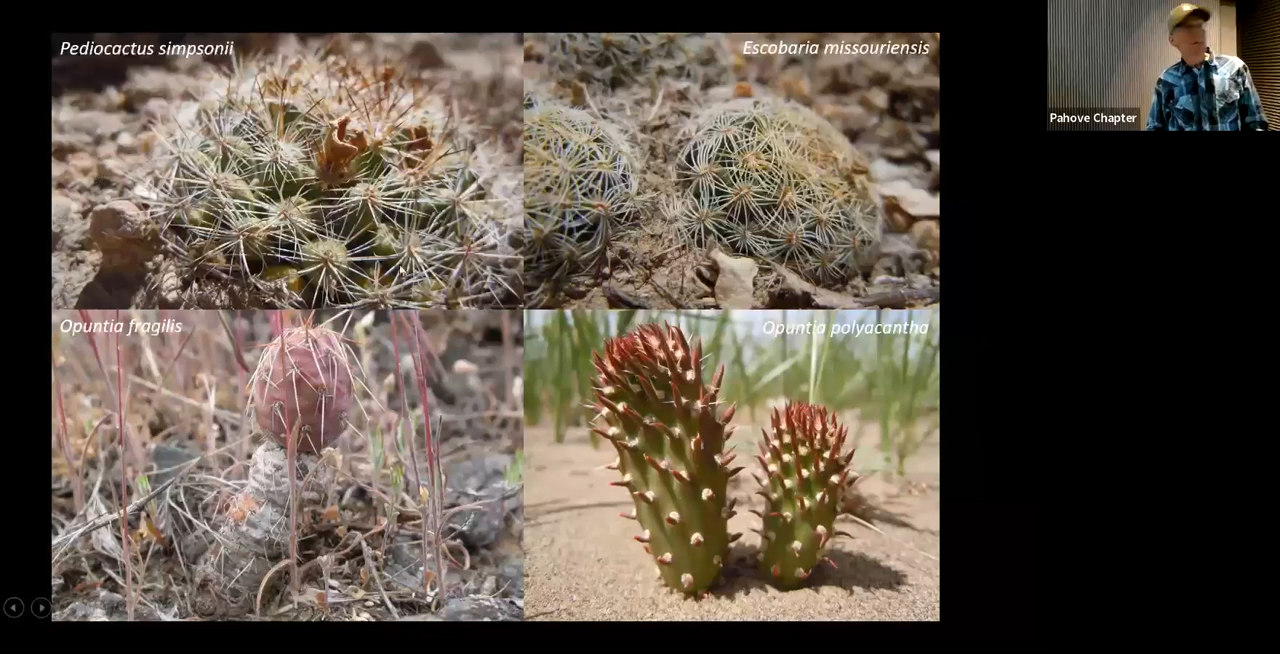 Pediocactus simpsonii
Escobaria missouriensis
Pahove Chapter
Opuntia fragilis
Opuntia polyacantha